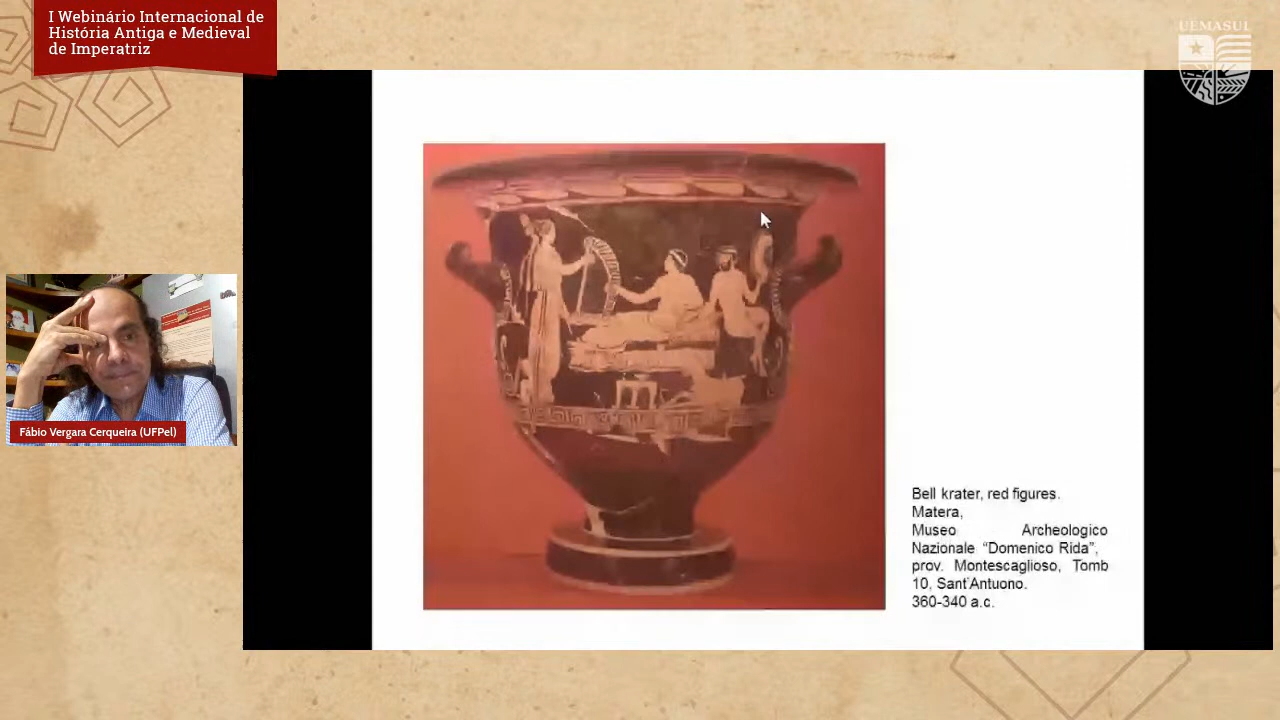 I Webinário Internacional de
História Antiga e Medieval
de Imperatriz
UEMASUL
Fábio Vergara Cerqueira (UFPel)
Bell krater, red figures.
Matera,
Museo Archeologico
Nazionale “Domenico Rida”,
prov. Montescaglioso, Tomb
10, Sant’Antuono.
360-340 a.c.